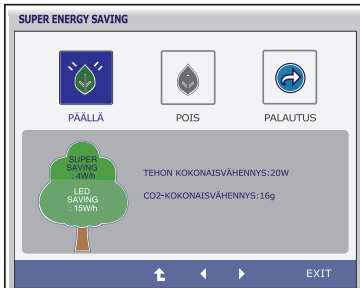 SUPER ENERGY SAVING
PÄÄLLÄ
POIS
PALAUTUS
SUPER
SAVING
: 4W/h
LED
SAVING
: 15W/h
TEHON KOKONAISVÄHENNYS:20W
CO2-KOKONAISVÄHENNYS:16g
EXIT